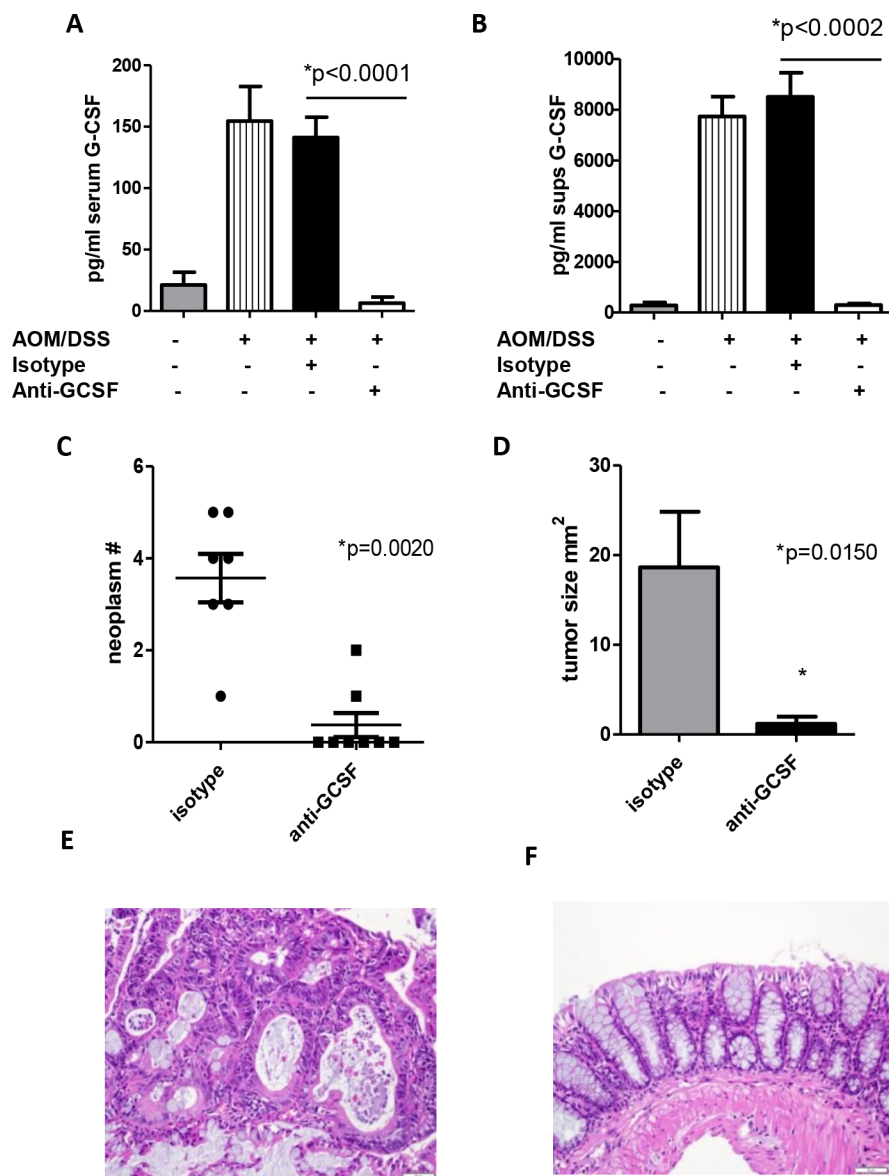 A
*p<0.0001
pg/ml serum G-CSF
200
150
100
50
0
AOM/DSS - + + +
Isotype - - + -
Anti-GCSF - - - +
B
*p<0.0002
pg/ml sups G-CSF
10000
8000
6000
4000
2000
0
AOM/DSS - + + +
Isotype - - + -
Anti-GCSF - - - +
C
neoplasm #
6
4
2
0
*p=0.0020
isotype
anti-GCSF
D
tumor size mm²
30
20
10
0
*p=0.0150
*
isotype
anti-GCSF
E
F